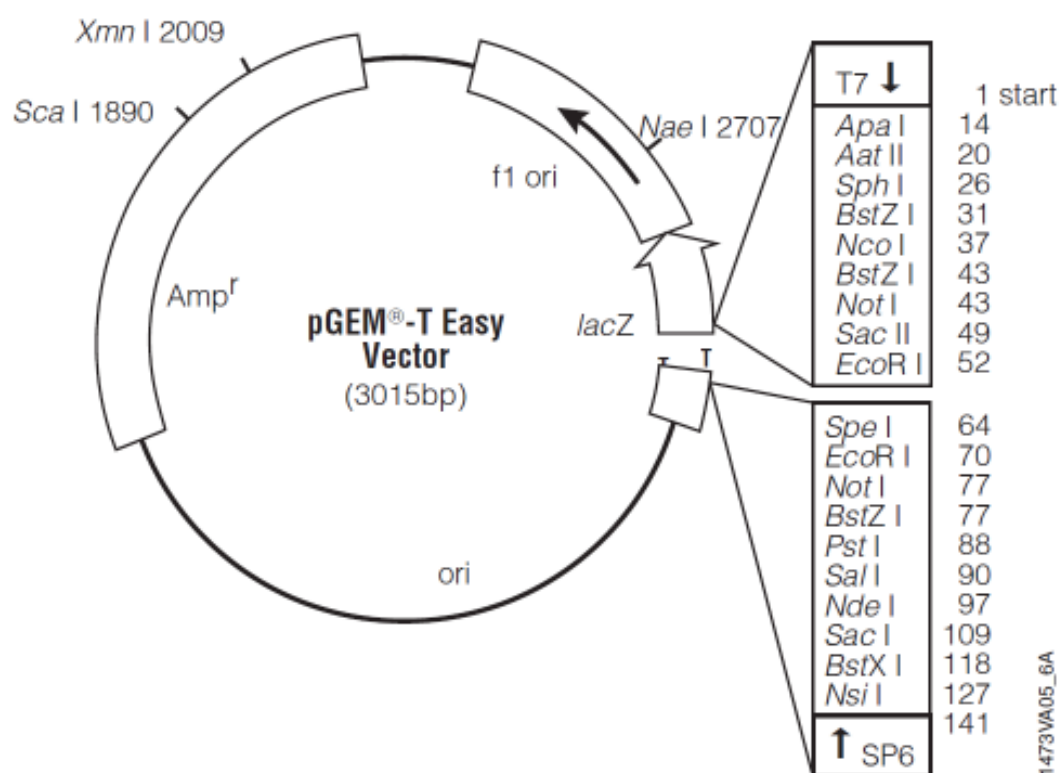 Xmn I 2009
Sca I 1890
Nae I 2707
f1 ori
Ampr
pGEM®-T Easy
Vector
(3015bp)
lacZ
T T
ori
T7 ↓ 1 start
Apa I 14
Aat II 20
Sph I 26
BstZ I 31
Nco I 37
BstZ I 43
Not I 43
Sac II 49
EcoR I 52
Spe I 64
EcoR I 70
Not I 77
BstZ I 77
Pst I 88
Sal I 90
Nde I 97
Sac I 109
BstX I 118
Nsi I 127
141
↑ SP6
1473VA05_6A